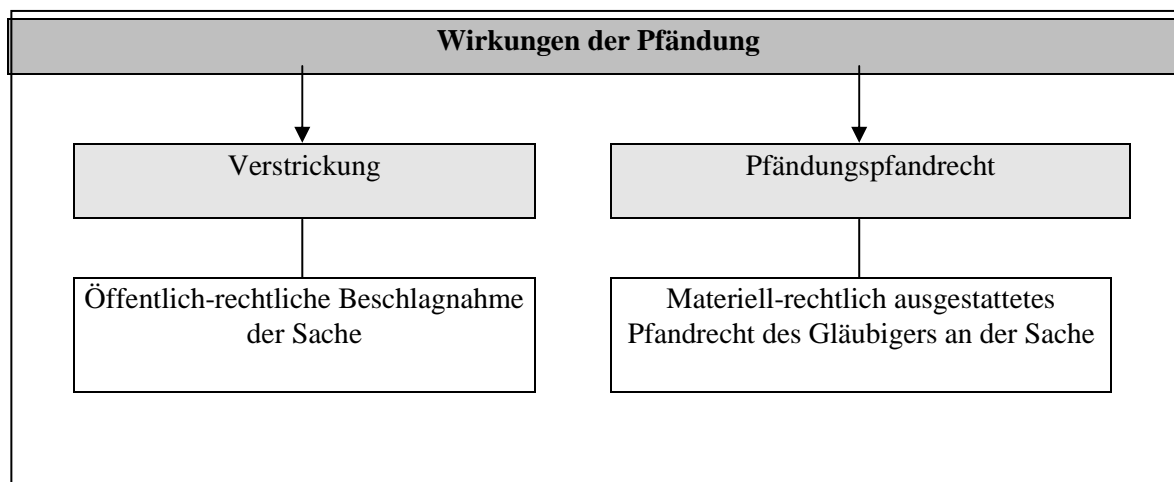 Wirkungen der Pfändung
Verstrickung
Pfändungspfandrecht
Öffentlich-rechtliche Beschlagnahme
der Sache
Materiell-rechtlich ausgestattetes
Pfandrecht des Gläubigers an der Sache